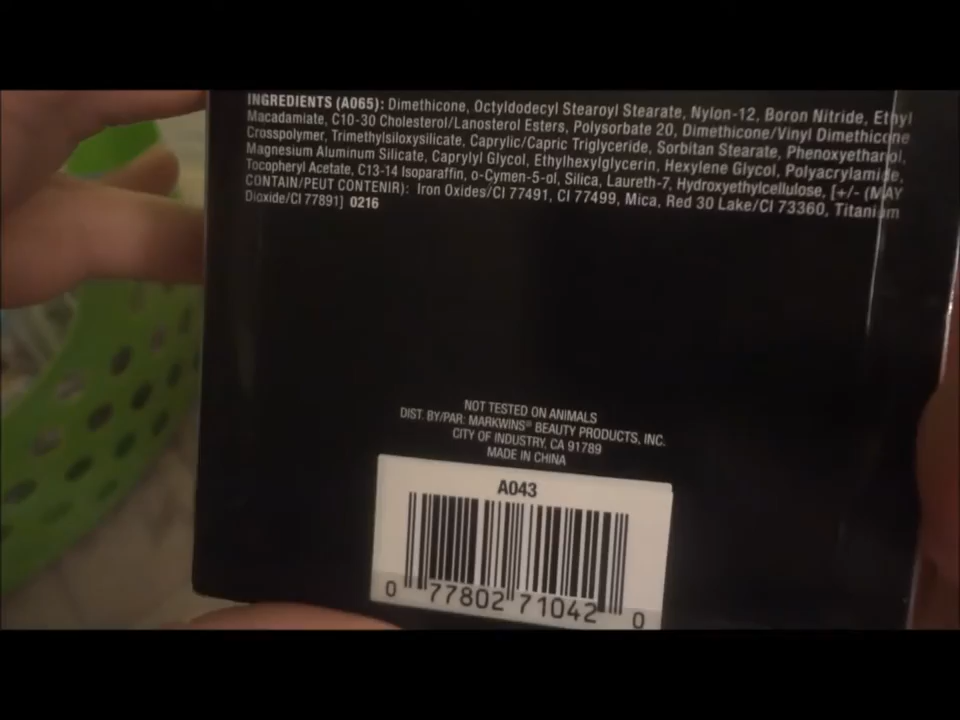 INGREDIENTS (A065): Dimethicone, Octyldodecyl Stearoyl Stearate, Nylon-12, Boron Nitride, Ethyl
Macadamiate, C10-30 Cholesterol/Lanosterol Esters, Polysorbate 20, Dimethicone/Vinyl Dimethicone
Crosspolymer, Trimethylsiloxysilicate, Caprylic/Capric Triglyceride, Sorbitan Stearate, Phenoxyethanol,
Magnesium Aluminum Silicate, Caprylyl Glycol, Ethylhexylglycerin, Hexylene Glycol, Polyacrylamide,
Tocopheryl Acetate, C13-14 Isoparaffin, o-Cymen-5-ol, Silica, Laureth-7, Hydroxyethylcellulose, [+/- (MAY
CONTAIN/PEUT CONTENIR): Iron Oxides/CI 77491, CI 77499, Mica, Red 30 Lake/CI 73360, Titanium
Dioxide/CI 77891] 0216
NOT TESTED ON ANIMALS
DIST. BY/PAR: MARKWINS® BEAUTY PRODUCTS, INC.
CITY OF INDUSTRY, CA 91789
MADE IN CHINA
A043
0 77802 71042 0